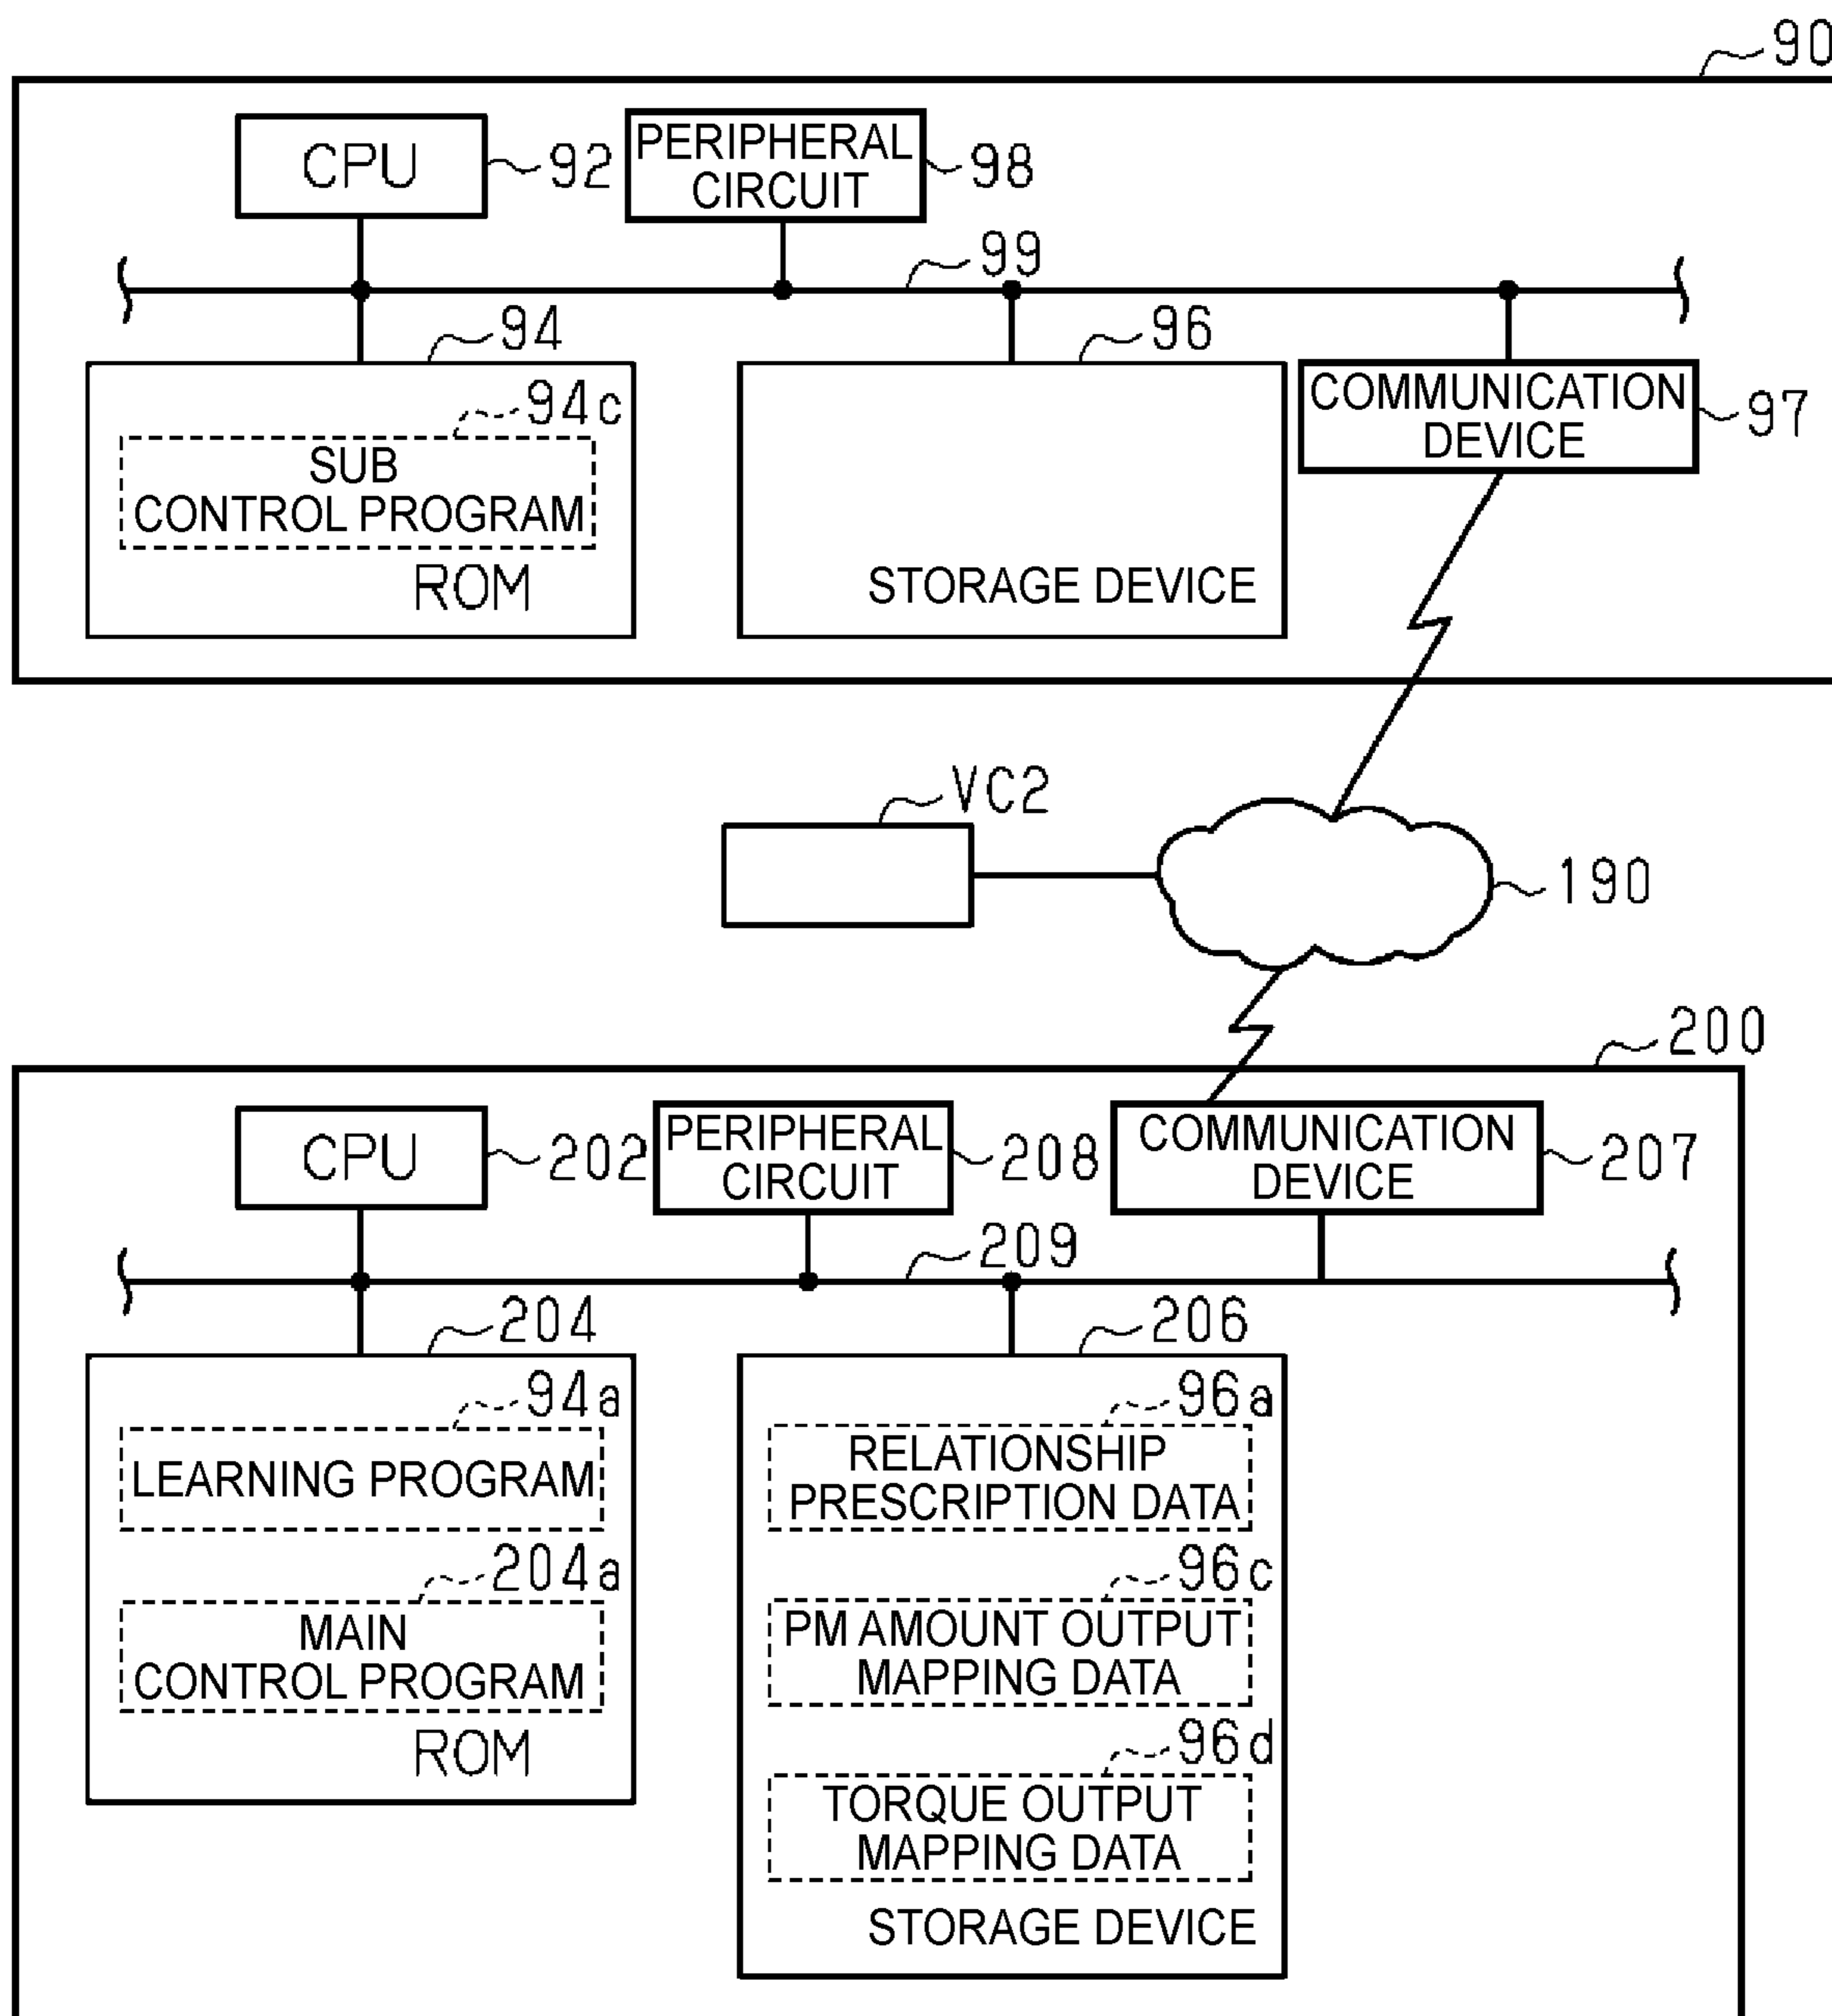 90
CPU
92
PERIPHERAL
CIRCUIT
98
99
94
96
94c
SUB
CONTROL PROGRAM
ROM
STORAGE DEVICE
COMMUNICATION
DEVICE
97
VC2
190
200
CPU
202
PERIPHERAL
CIRCUIT
208
COMMUNICATION
DEVICE
207
209
204
206
94a
LEARNING PROGRAM
204a
MAIN
CONTROL PROGRAM
ROM
96a
RELATIONSHIP
PRESCRIPTION DATA
96c
PM AMOUNT OUTPUT
MAPPING DATA
96d
TORQUE OUTPUT
MAPPING DATA
STORAGE DEVICE